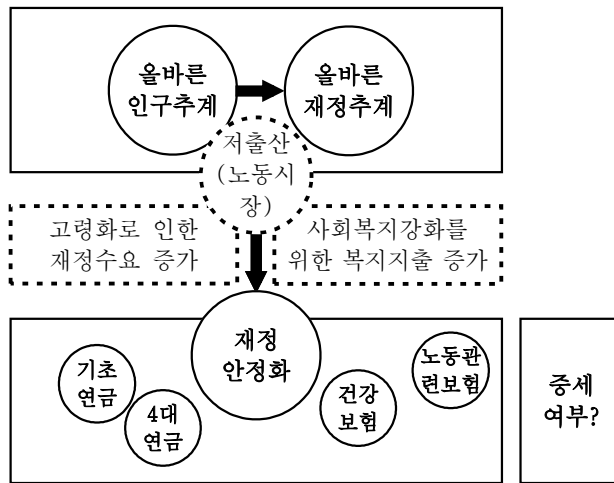 올바른
인구추계
올바른
재정추계
저출산
(노동시
장)
고령화로 인한
재정수요 증가
사회복지강화를
위한 복지지출 증가
재정
안정화
기초
연금
4대
연금
건강
보험
노동관
련보험
증세
여부?